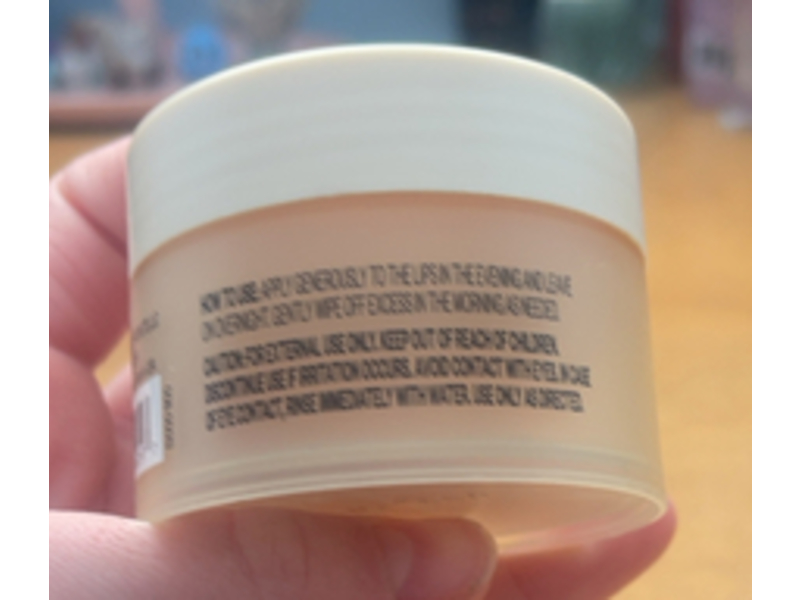 HOW TO USE: APPLY GENEROUSLY TO THE LIPS IN THE EVENING AND LEAVE
ON OVERNIGHT. GENTLY WIPE OFF EXCESS IN THE MORNING AS NEEDED.
CAUTION: FOR EXTERNAL USE ONLY. KEEP OUT OF REACH OF CHILDREN.
DISCONTINUE USE IF IRRITATION OCCURS. AVOID CONTACT WITH EYES. IN CASE
OF EYE CONTACT, RINSE IMMEDIATELY WITH WATER. USE ONLY AS DIRECTED.